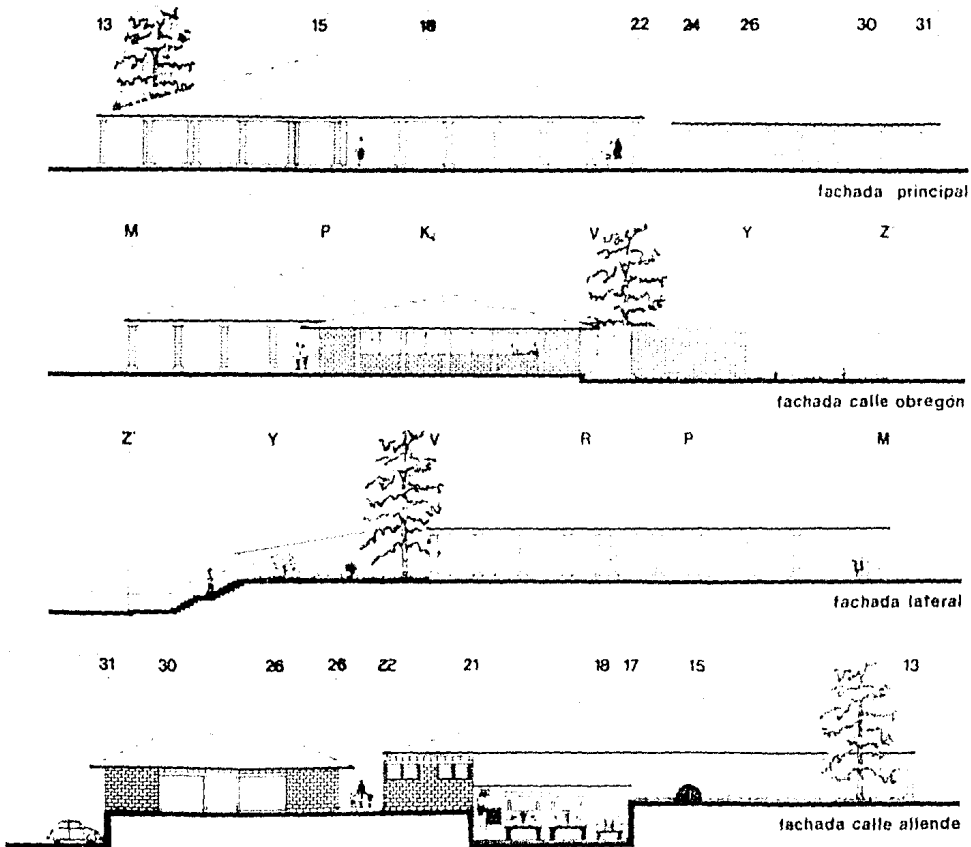 13 15 18 22 24 26 30 31
fachada principal
M P K V Y Z
fachada calle obregón
Z' Y V R P M
fachada lateral
31 30 26 26 22 21 18 17 15 13
fachada calle allende